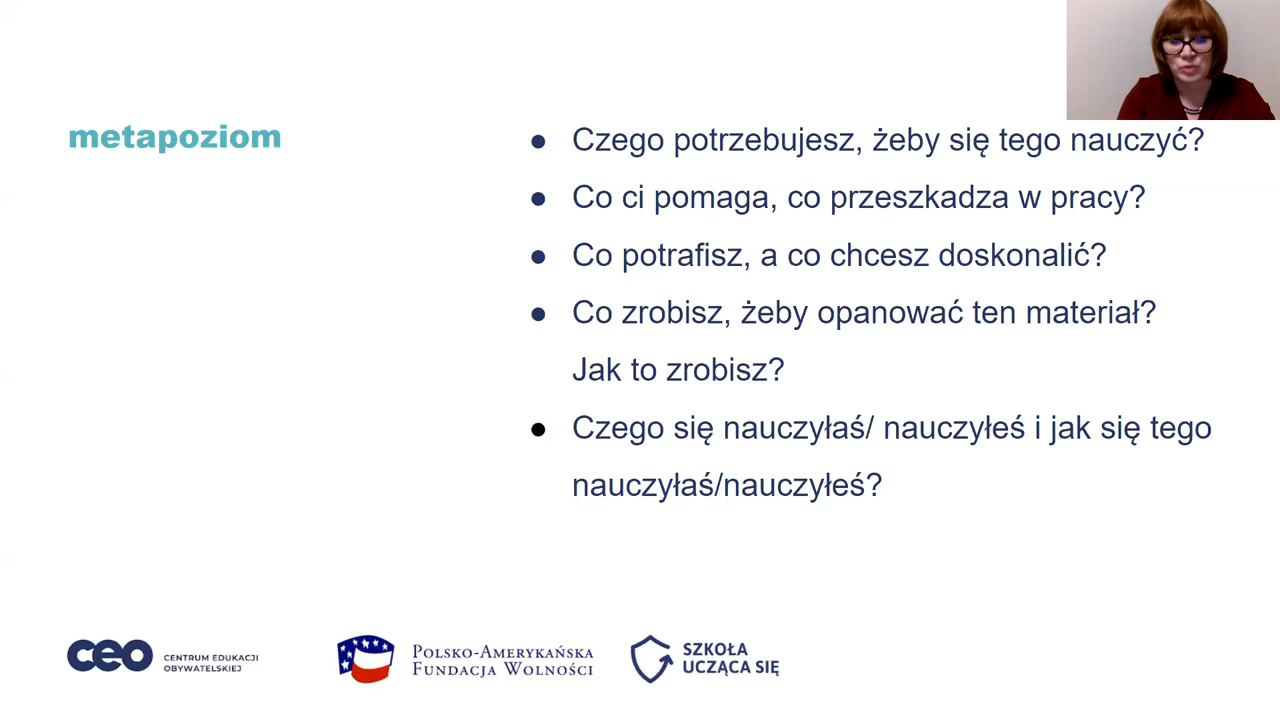 metapoziom
● Czego potrzebujesz, żeby się tego nauczyć?
● Co ci pomaga, co przeszkadza w pracy?
● Co potrafisz, a co chcesz doskonalić?
● Co zrobisz, żeby opanować ten materiał?
Jak to zrobisz?
● Czego się nauczyłaś/ nauczyłeś i jak się tego
nauczyłaś/nauczyłeś?
ceo
CENTRUM EDUKACJI
OBYWATELSKIEJ
POLSKO-AMERYKAŃSKA
FUNDACJA WOLNOŚCI
SZKOŁA
UCZĄCA SIĘ